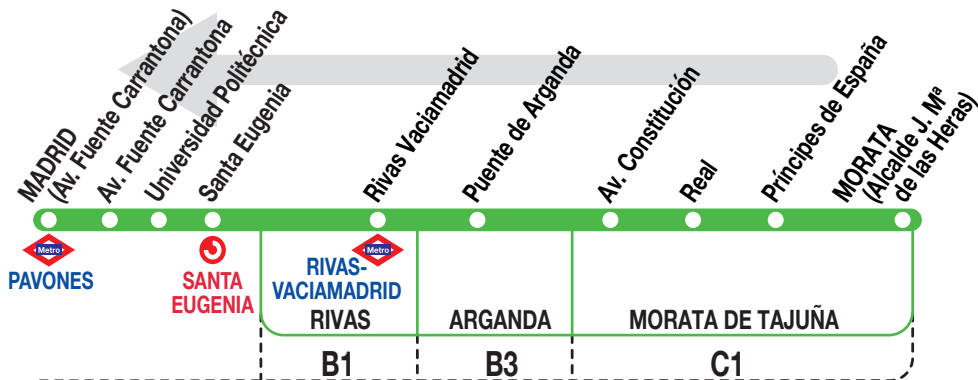 MADRID
(Av. Fuente Carrantona)
Av. Fuente Carrantona
Universidad Politécnica
Santa Eugenia
Rivas Vaciamadrid
Puente de Arganda
Av. Constitución
Real
Príncipes de España
MORATA
(Alcalde J. Mª
de las Heras)
Metro
PAVONES
SANTA
EUGENIA
Metro
RIVAS-
VACIAMADRID
RIVAS
ARGANDA
MORATA DE TAJUÑA
B1
B3
C1